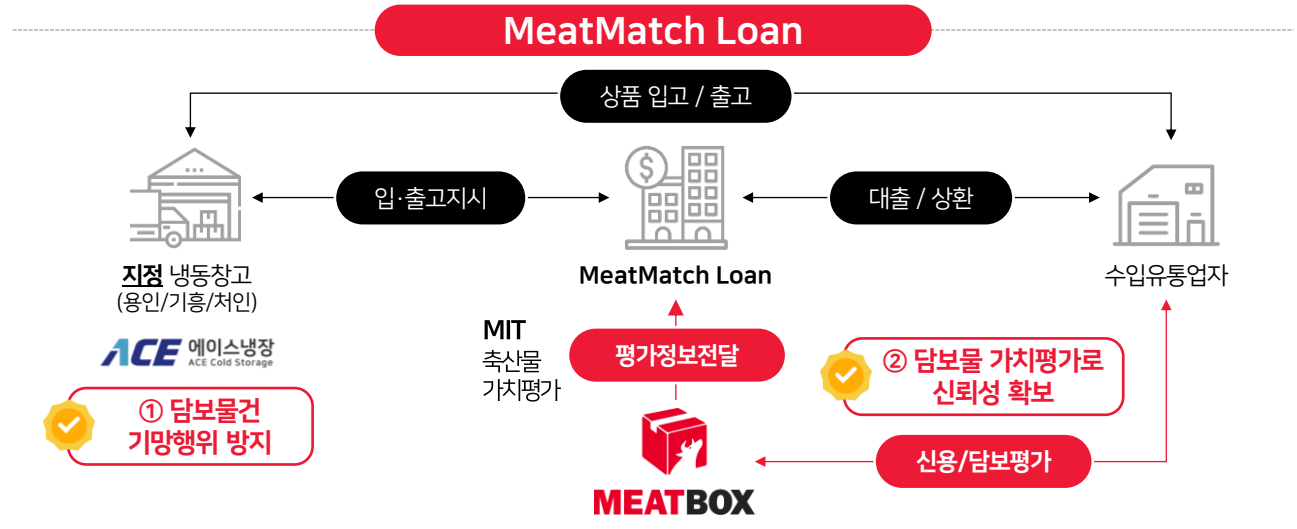 MeatMatch Loan
상품 입고 / 출고
입·출고지시
대출 / 상환
지정 냉동창고
(용인/기흥/처인)
MeatMatch Loan
수입유통업자
ACE 에이스냉장
ACE Cold Storage
MIT
축산물
가치평가
평가정보전달
① 담보물건
기망행위 방지
② 담보물 가치평가로
신뢰성 확보
신용/담보평가
MEATBOX